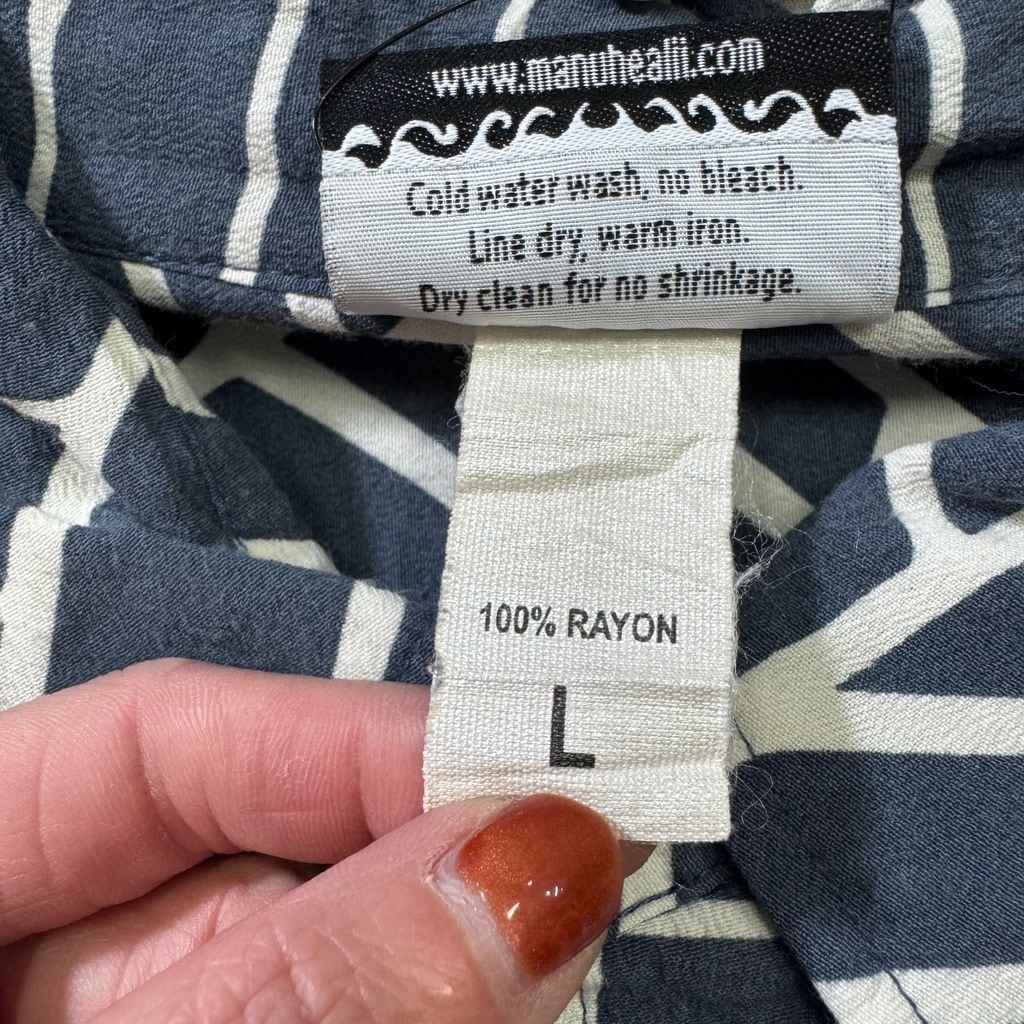 www.manuhealii.com
Cold water wash, no bleach.
Line dry, warm iron.
Dry clean for no shrinkage.
100% RAYON
L